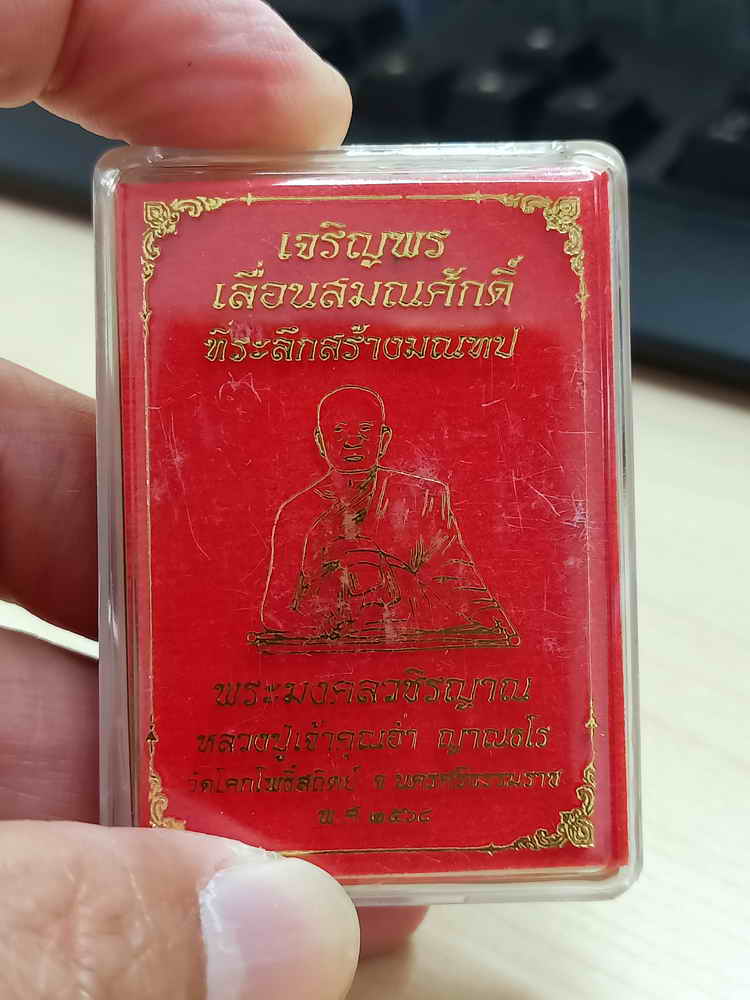 เจริญพร
เลื่อนสมณศักดิ์
ที่ระลึกสร้างมณฑป
พระมงคลวชิรญาณ
หลวงปู่เจ้าคุณฮ่ำ ญาณธโร
วัดโคกโพธิ์สถิตย์ จ.นครศรีธรรมราช
พ.ศ.๒๕๖๔